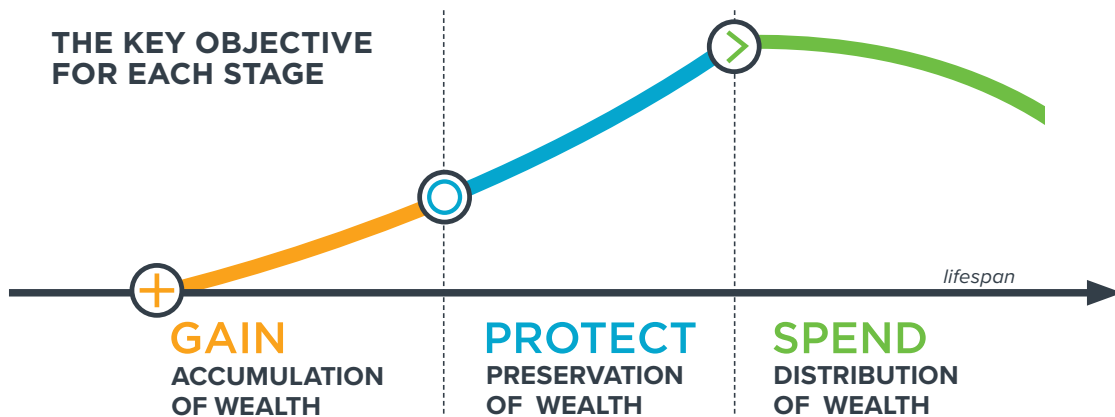 THE KEY OBJECTIVE
FOR EACH STAGE
lifespan
GAIN
ACCUMULATION
OF WEALTH
PROTECT
PRESERVATION
OF WEALTH
SPEND
DISTRIBUTION
OF WEALTH